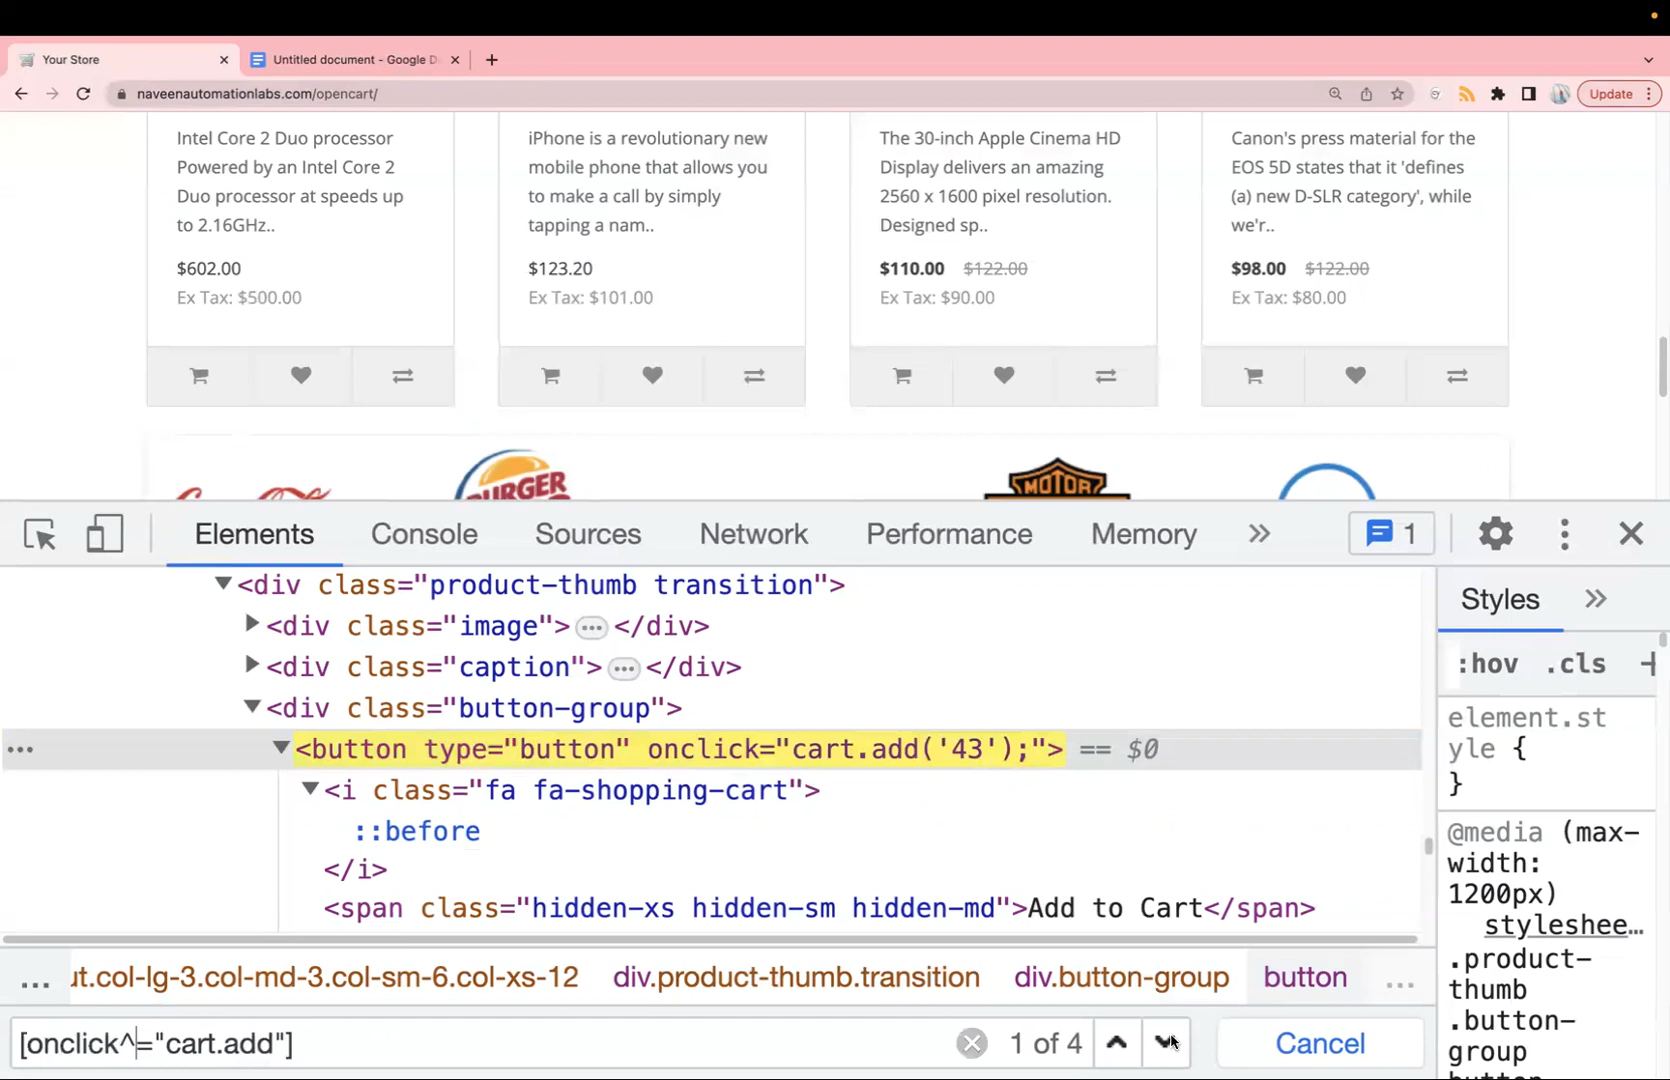 Your Store
Untitled document - Google D
naveenautomationlabs.com/opencart/
Update
Intel Core 2 Duo processor
Powered by an Intel Core 2
Duo processor at speeds up
to 2.16GHz..
$602.00
Ex Tax: $500.00
iPhone is a revolutionary new
mobile phone that allows you
to make a call by simply
tapping a nam..
$123.20
Ex Tax: $101.00
The 30-inch Apple Cinema HD
Display delivers an amazing
2560 x 1600 pixel resolution.
Designed sp..
$110.00 $122.00
Ex Tax: $90.00
Canon's press material for the
EOS 5D states that it 'defines
(a) new D-SLR category', while
we'r..
$98.00 $122.00
Ex Tax: $80.00
BURGER
MOTOR
Elements Console Sources Network Performance Memory 1
<div class="product-thumb transition">
<div class="image"> … </div>
<div class="caption"> … </div>
<div class="button-group">
… <button type="button" onclick="cart.add('43');"> == $0
<i class="fa fa-shopping-cart">
::before
</i>
<span class="hidden-xs hidden-sm hidden-md">Add to Cart</span>
… ut.col-lg-3.col-md-3.col-sm-6.col-xs-12 div.product-thumb.transition div.button-group button …
[onclick^="cart.add"] 1 of 4 Cancel
Styles
:hov .cls
element.st
yle {
}
@media (max-
width:
1200px)
styleshee…
.product-
thumb
.button-
group